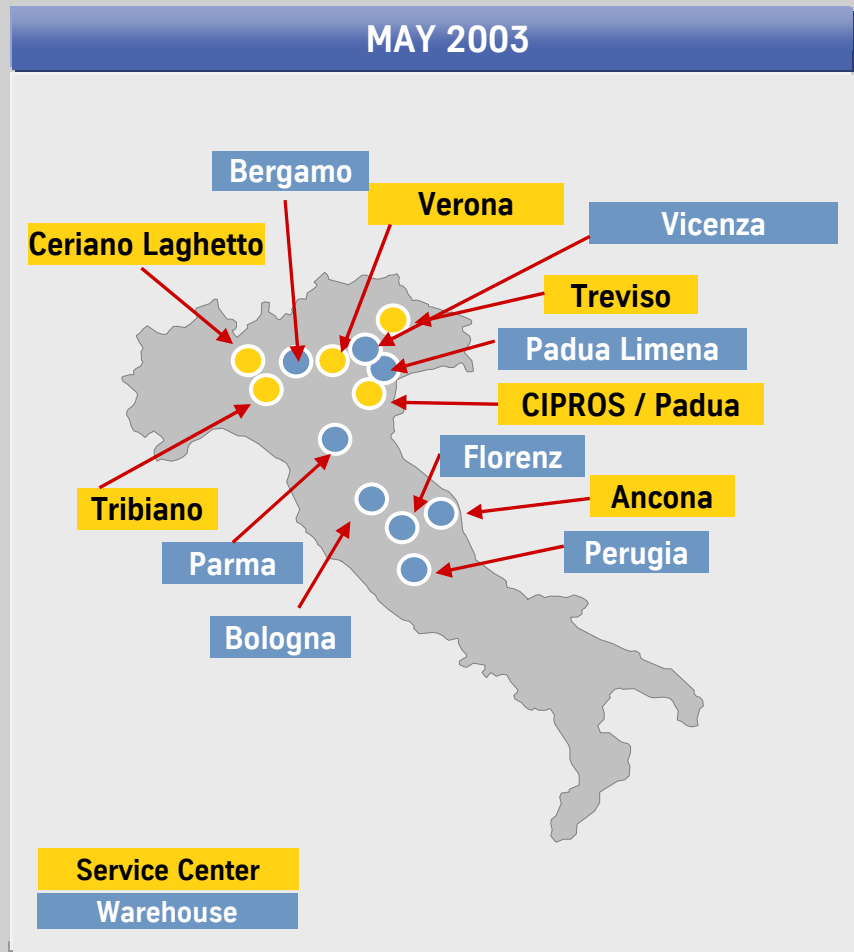 MAY 2003
Bergamo
Verona
Vicenza
Ceriano Laghetto
Treviso
Padua Limena
CIPROS / Padua
Florenz
Ancona
Tribiano
Perugia
Parma
Bologna
Service Center
Warehouse